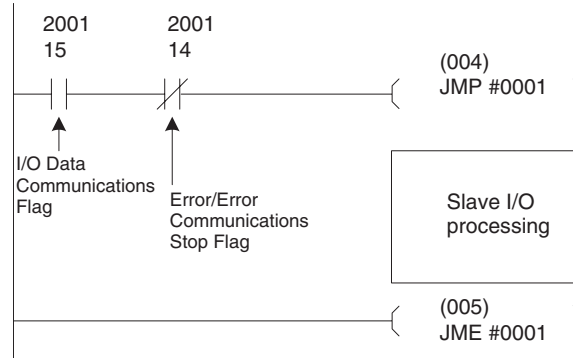 2001
15
2001
14
(004)
JMP #0001
I/O Data
Communications
Flag
Error/Error
Communications
Stop Flag
Slave I/O
processing
(005)
JME #0001